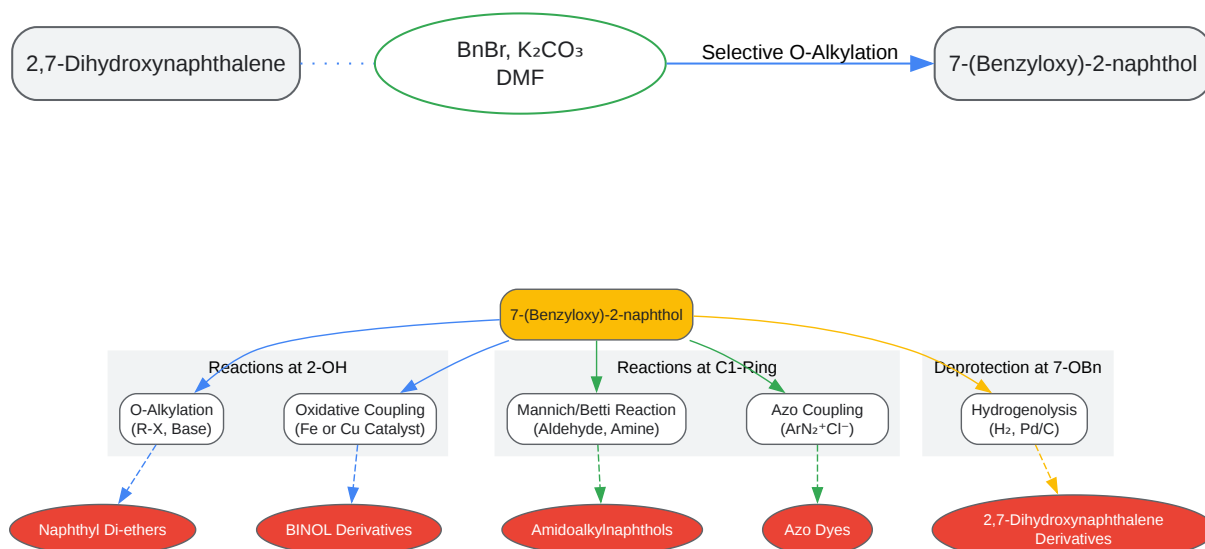 2,7-Dihydroxynaphthalene
BnBr, K₂CO₃
DMF
Selective O-Alkylation
7-(Benzyloxy)-2-naphthol
7-(Benzyloxy)-2-naphthol
Reactions at 2-OH
Reactions at C1-Ring
Deprotection at 7-OBn
O-Alkylation
(R-X, Base)
Oxidative Coupling
(Fe or Cu Catalyst)
Mannich/Betti Reaction
(Aldehyde, Amine)
Azo Coupling
(ArN₂⁺Cl⁻)
Hydrogenolysis
(H₂, Pd/C)
Naphthyl Di-ethers
BINOL Derivatives
Amidoalkylnaphthols
Azo Dyes
2,7-Dihydroxynaphthalene
Derivatives